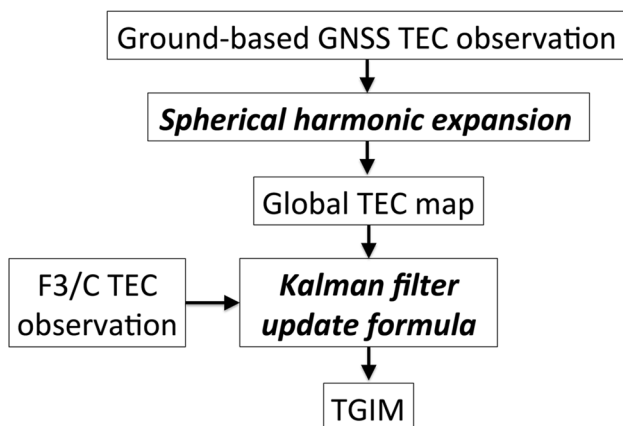 Ground-based GNSS TEC observation
Spherical harmonic expansion
Global TEC map
F3/C TEC
observation
Kalman filter
update formula
TGIM